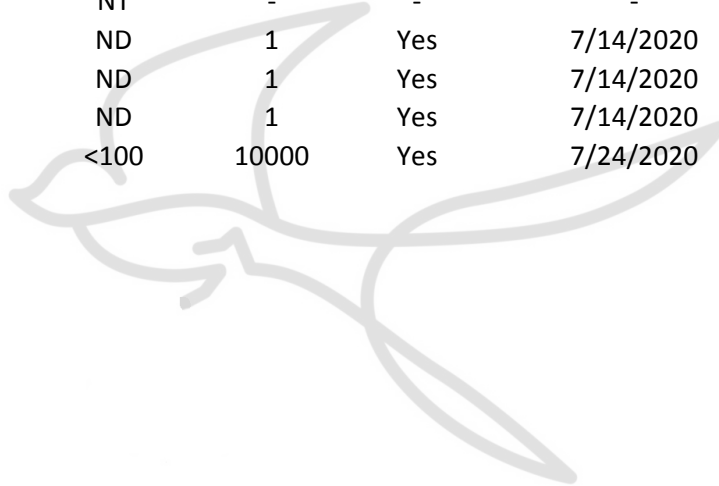 NT - - -
ND 1 Yes 7/14/2020
ND 1 Yes 7/14/2020
ND 1 Yes 7/14/2020
<100 10000 Yes 7/24/2020